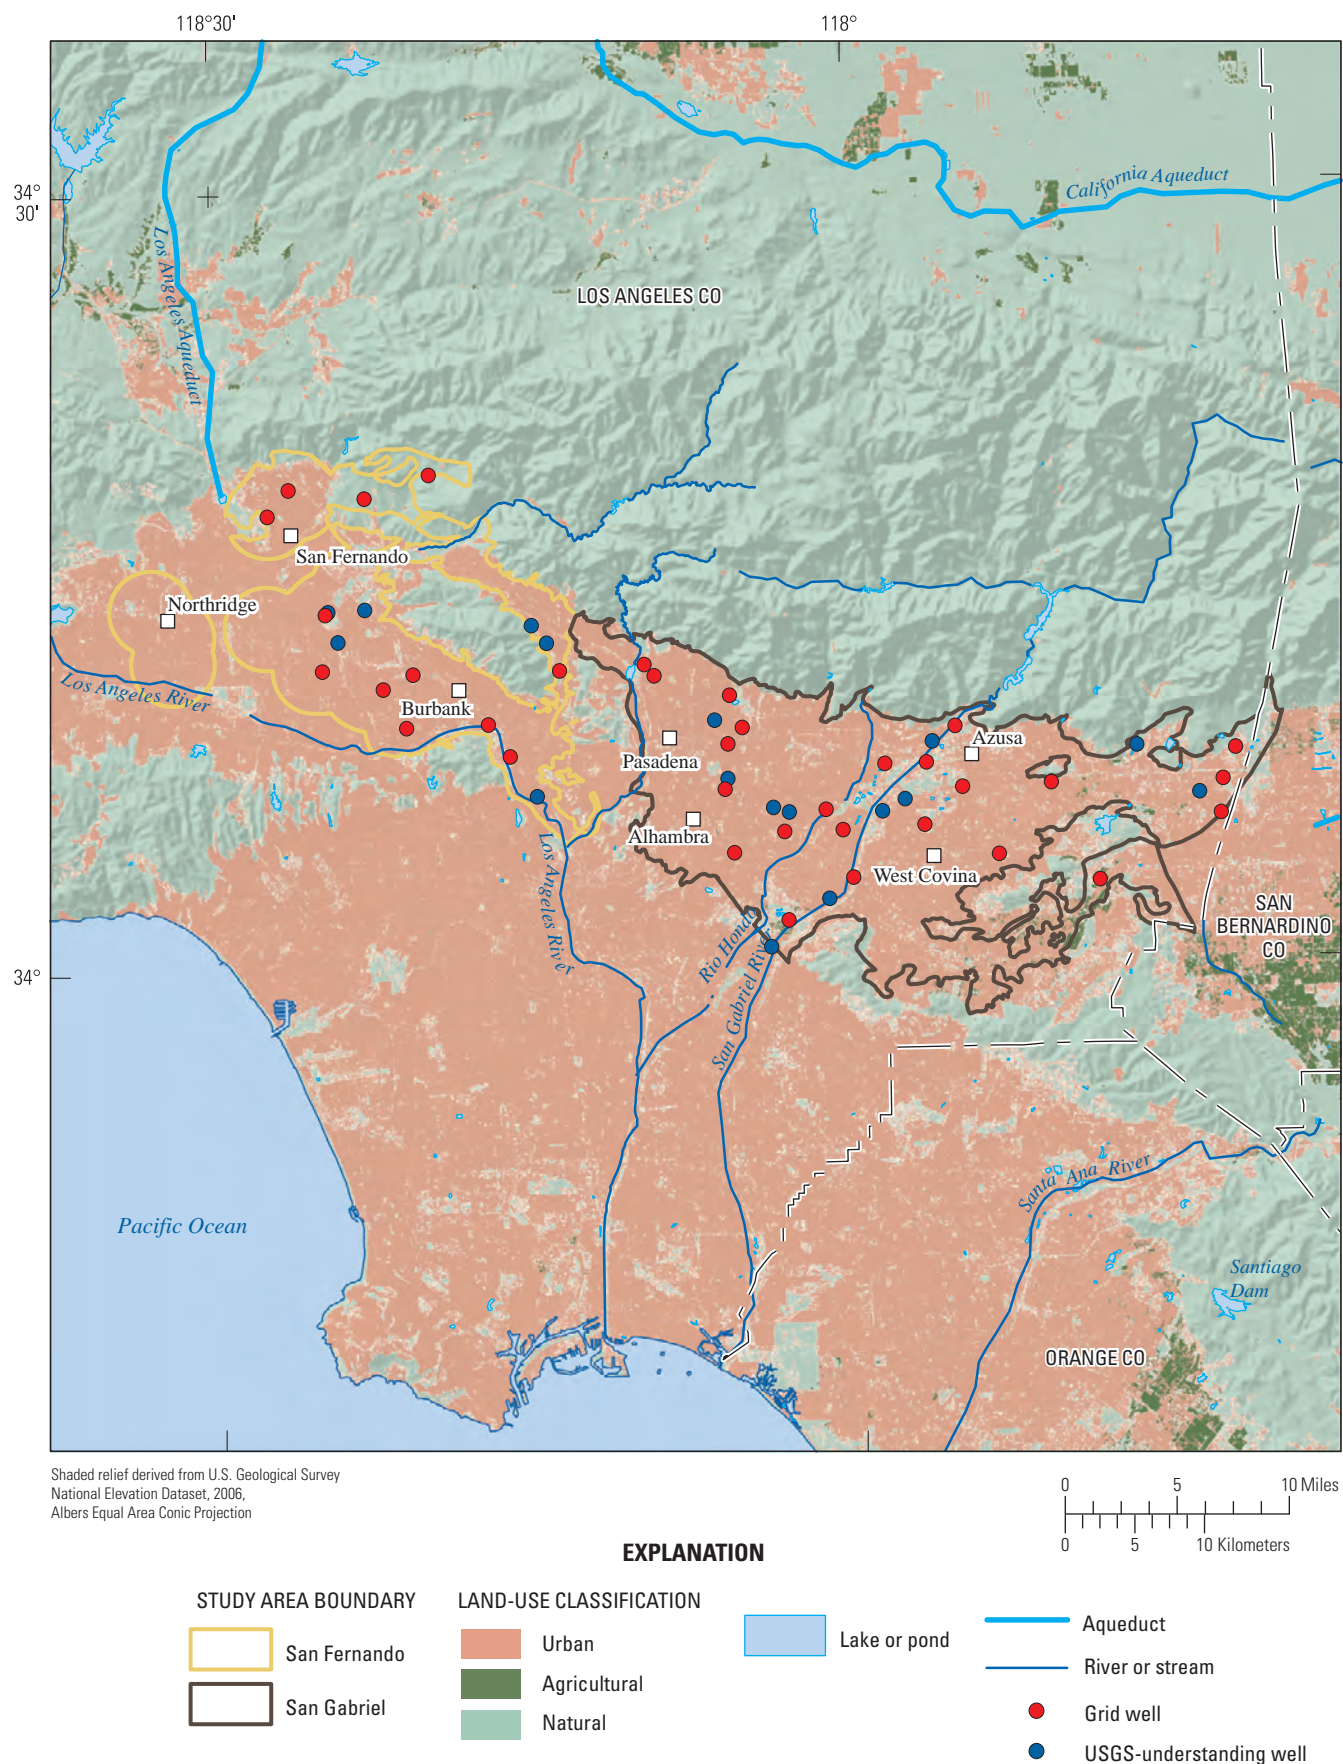 118°30'
118°
34°
30'
California Aqueduct
Los Angeles Aqueduct
LOS ANGELES CO
San Fernando
Northridge
Los Angeles River
Burbank
Pasadena
Azusa
Alhambra
West Covina
Los Angeles River
Rio Hondo
San Gabriel River
SAN
BERNARDINO
CO
34°
Santa Ana River
Pacific Ocean
Santiago
Dam
ORANGE CO
Shaded relief derived from U.S. Geological Survey
National Elevation Dataset, 2006,
Albers Equal Area Conic Projection
0 5 10 Miles
0 5 10 Kilometers
EXPLANATION
STUDY AREA BOUNDARY
San Fernando
San Gabriel
LAND-USE CLASSIFICATION
Urban
Agricultural
Natural
Lake or pond
Aqueduct
River or stream
Grid well
USGS-understanding well